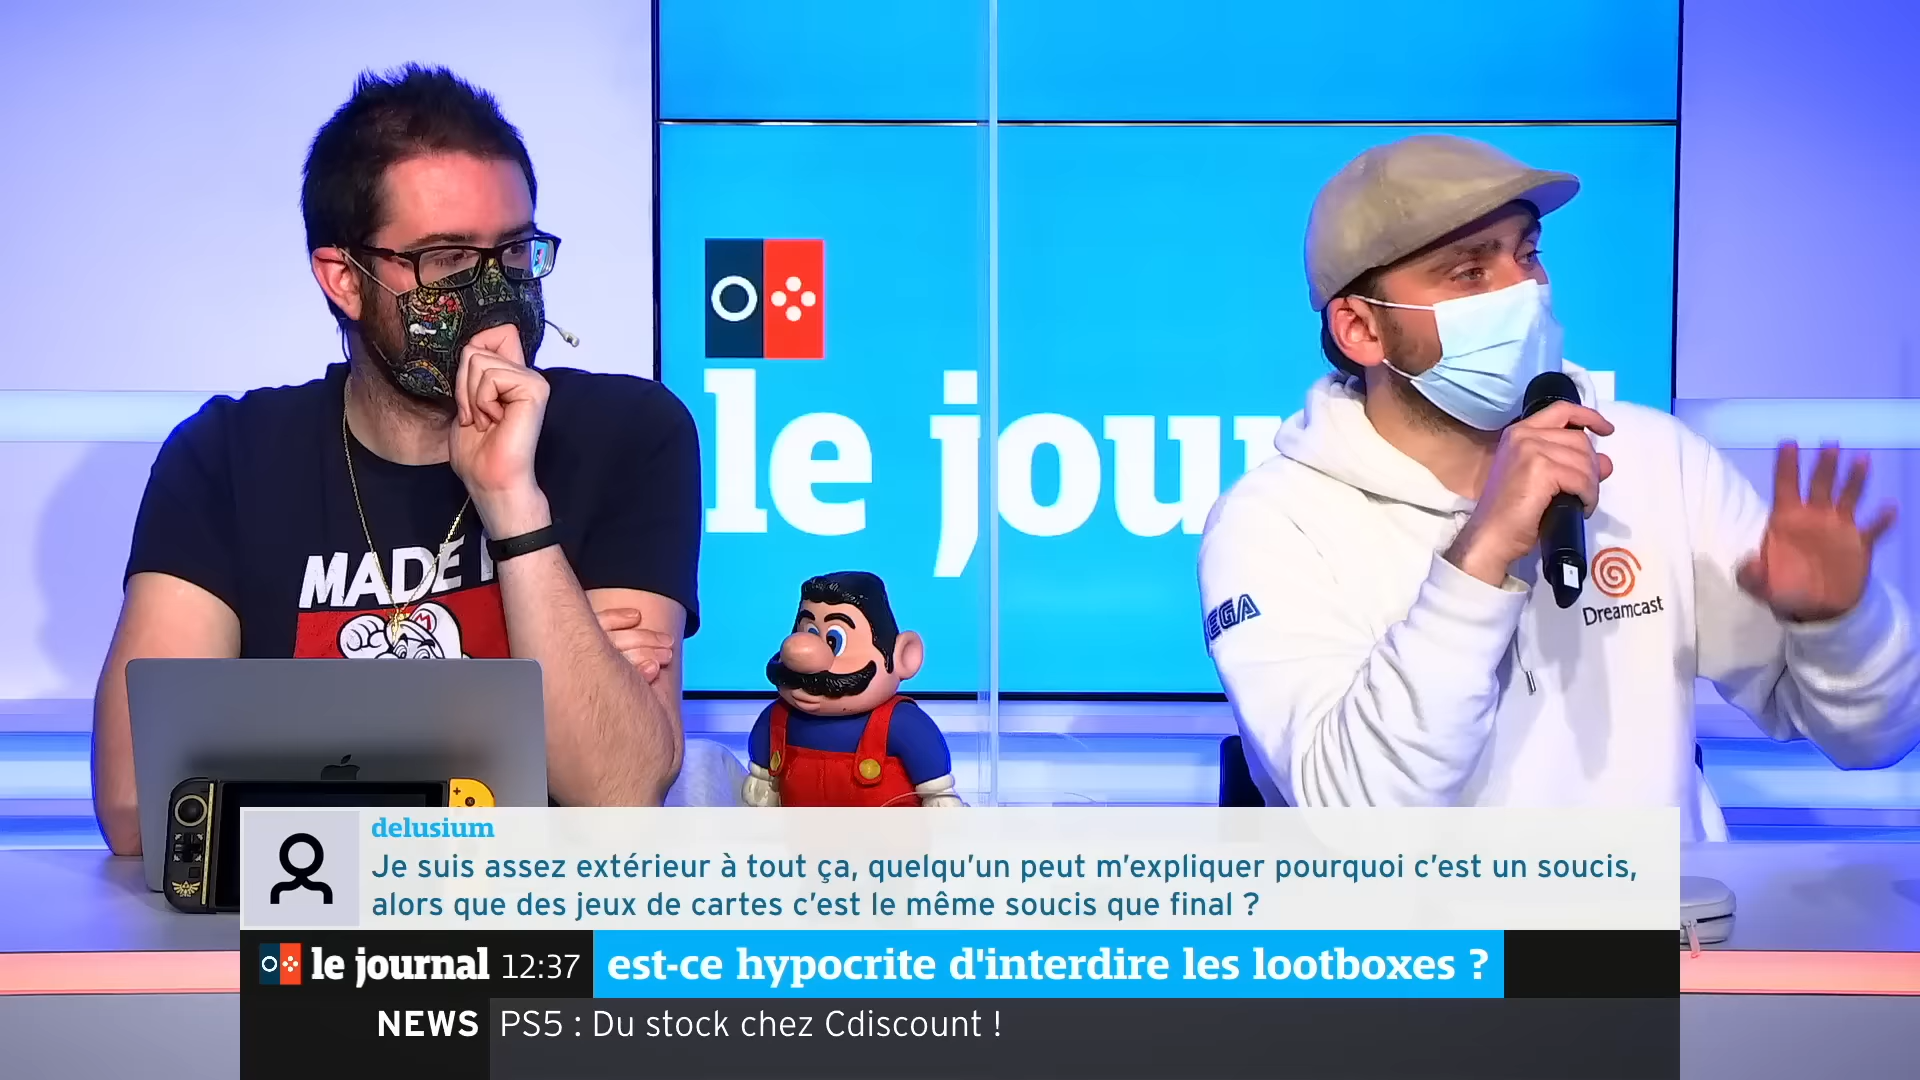 le jour
MADE
SEGA
Dreamcast
delusium
Je suis assez extérieur à tout ça, quelqu'un peut m'expliquer pourquoi c'est un soucis,
alors que des jeux de cartes c'est le même soucis que final ?
le journal 12:37 est-ce hypocrite d'interdire les lootboxes ?
NEWS PS5 : Du stock chez Cdiscount !